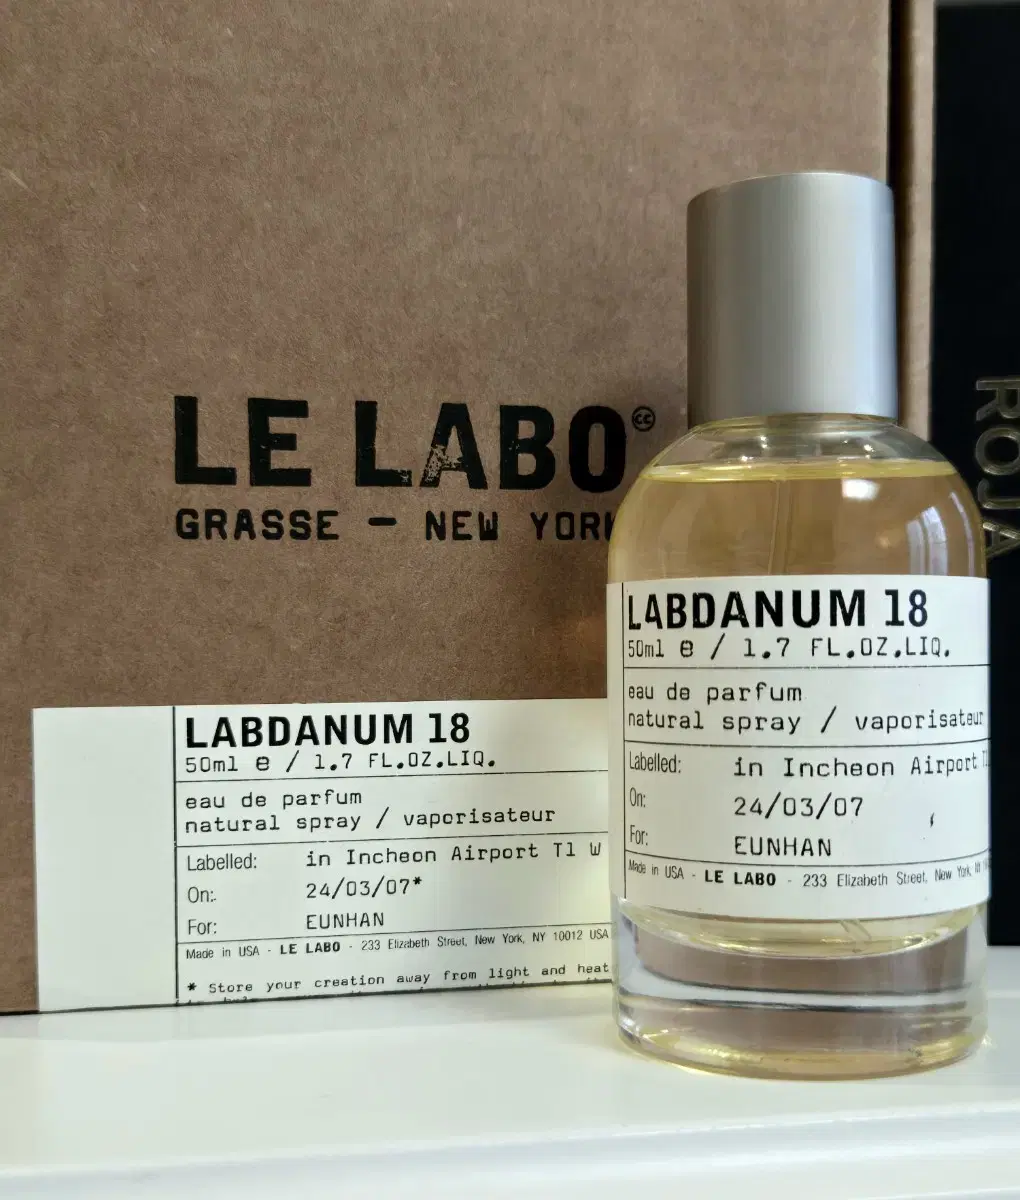 LE LABO
GRASSE — NEW YORK
LABDANUM 18
50ml e / 1.7 FL.OZ.LIQ.
eau de parfum
natural spray / vaporisateur
Labelled: in Incheon Airport T1 W
On: 24/03/07*
For: EUNHAN
Made in USA - LE LABO - 233 Elizabeth Street, New York, NY 10012 USA
* Store your creation away from light and heat
LABDANUM 18
50ml e / 1.7 FL.OZ.LIQ.
eau de parfum
natural spray / vaporisateur
Labelled: in Incheon Airport
On: 24/03/07
For: EUNHAN
Made in USA - LE LABO - 233 Elizabeth Street, New York,
ROJA